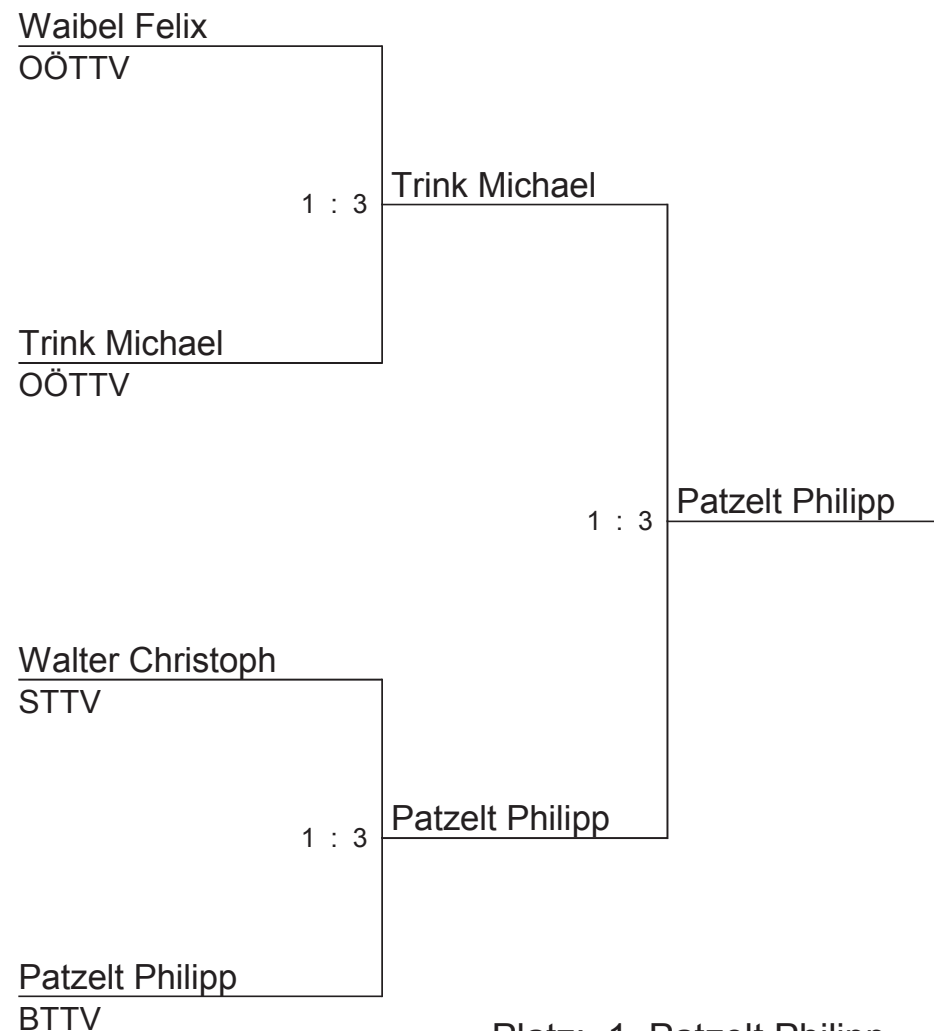 Waibel Felix
OÖTTV
1 : 3
Trink Michael
Trink Michael
OÖTTV
1 : 3
Patzelt Philipp
Walter Christoph
STTV
1 : 3
Patzelt Philipp
Patzelt Philipp
BTTV
Platz: 1 Patzelt Philipp